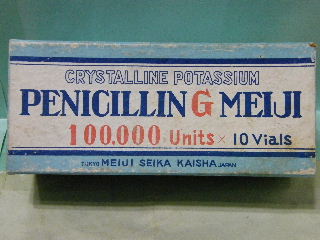 CRYSTALLINE POTASSIUM
PENICILLIN G MEIJI
100,000 Units × 10 Vials
TOKYO MEIJI SEIKA KAISHA JAPAN